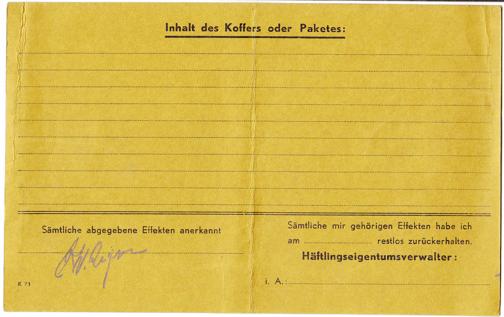 Inhalt des Koffers oder Paketes:
Sämtliche abgegebene Effekten anerkannt
Sämtliche mir gehörigen Effekten habe ich
am restlos zurückerhalten.
Häftlingseigentumsverwalter:
K 73
i. A.: